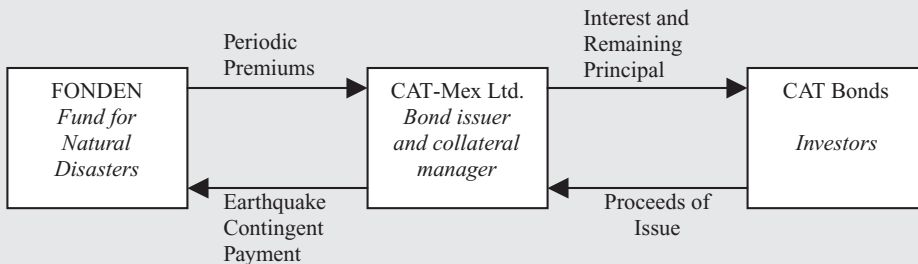 Periodic
Premiums
Interest and
Remaining
Principal
FONDEN
Fund for
Natural
Disasters
CAT-Mex Ltd.
Bond issuer
and collateral
manager
CAT Bonds
Investors
Earthquake
Contingent
Payment
Proceeds of
Issue